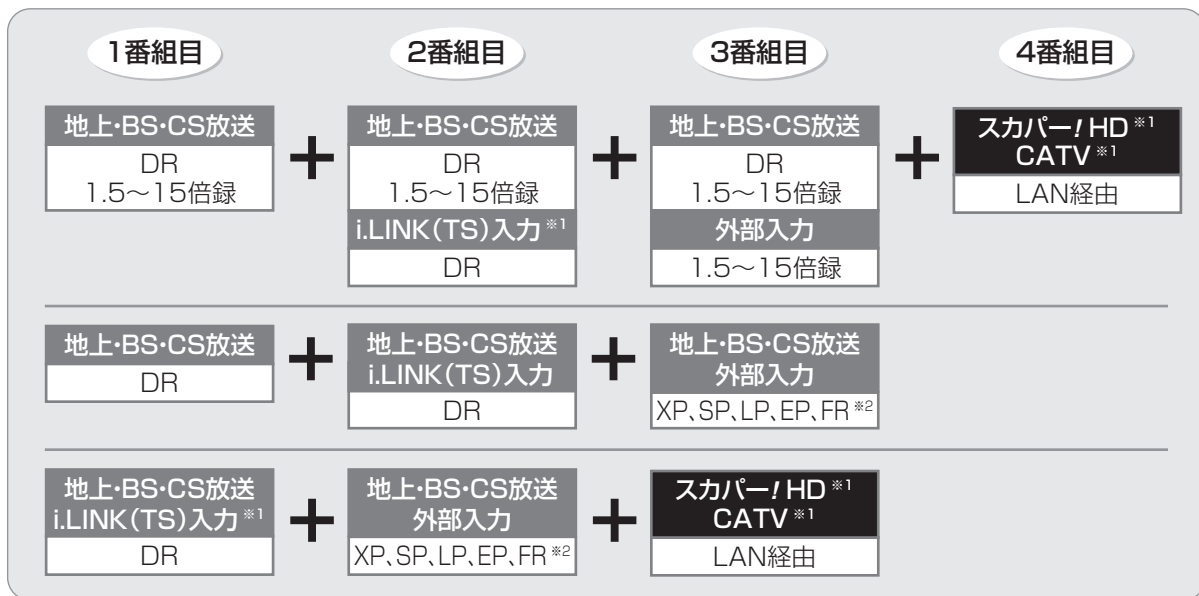 1番組目
2番組目
3番組目
4番組目
地上・BS・CS放送
DR
1.5〜15倍録
+
地上・BS・CS放送
DR
1.5〜15倍録
i.LINK(TS)入力※1
DR
+
地上・BS・CS放送
DR
1.5〜15倍録
外部入力
1.5〜15倍録
+
スカパー!HD※1
CATV※1
LAN経由
地上・BS・CS放送
DR
+
地上・BS・CS放送
i.LINK(TS)入力
DR
+
地上・BS・CS放送
外部入力
XP、SP、LP、EP、FR※2
地上・BS・CS放送
i.LINK(TS)入力※1
DR
+
地上・BS・CS放送
外部入力
XP、SP、LP、EP、FR※2
+
スカパー!HD※1
CATV※1
LAN経由